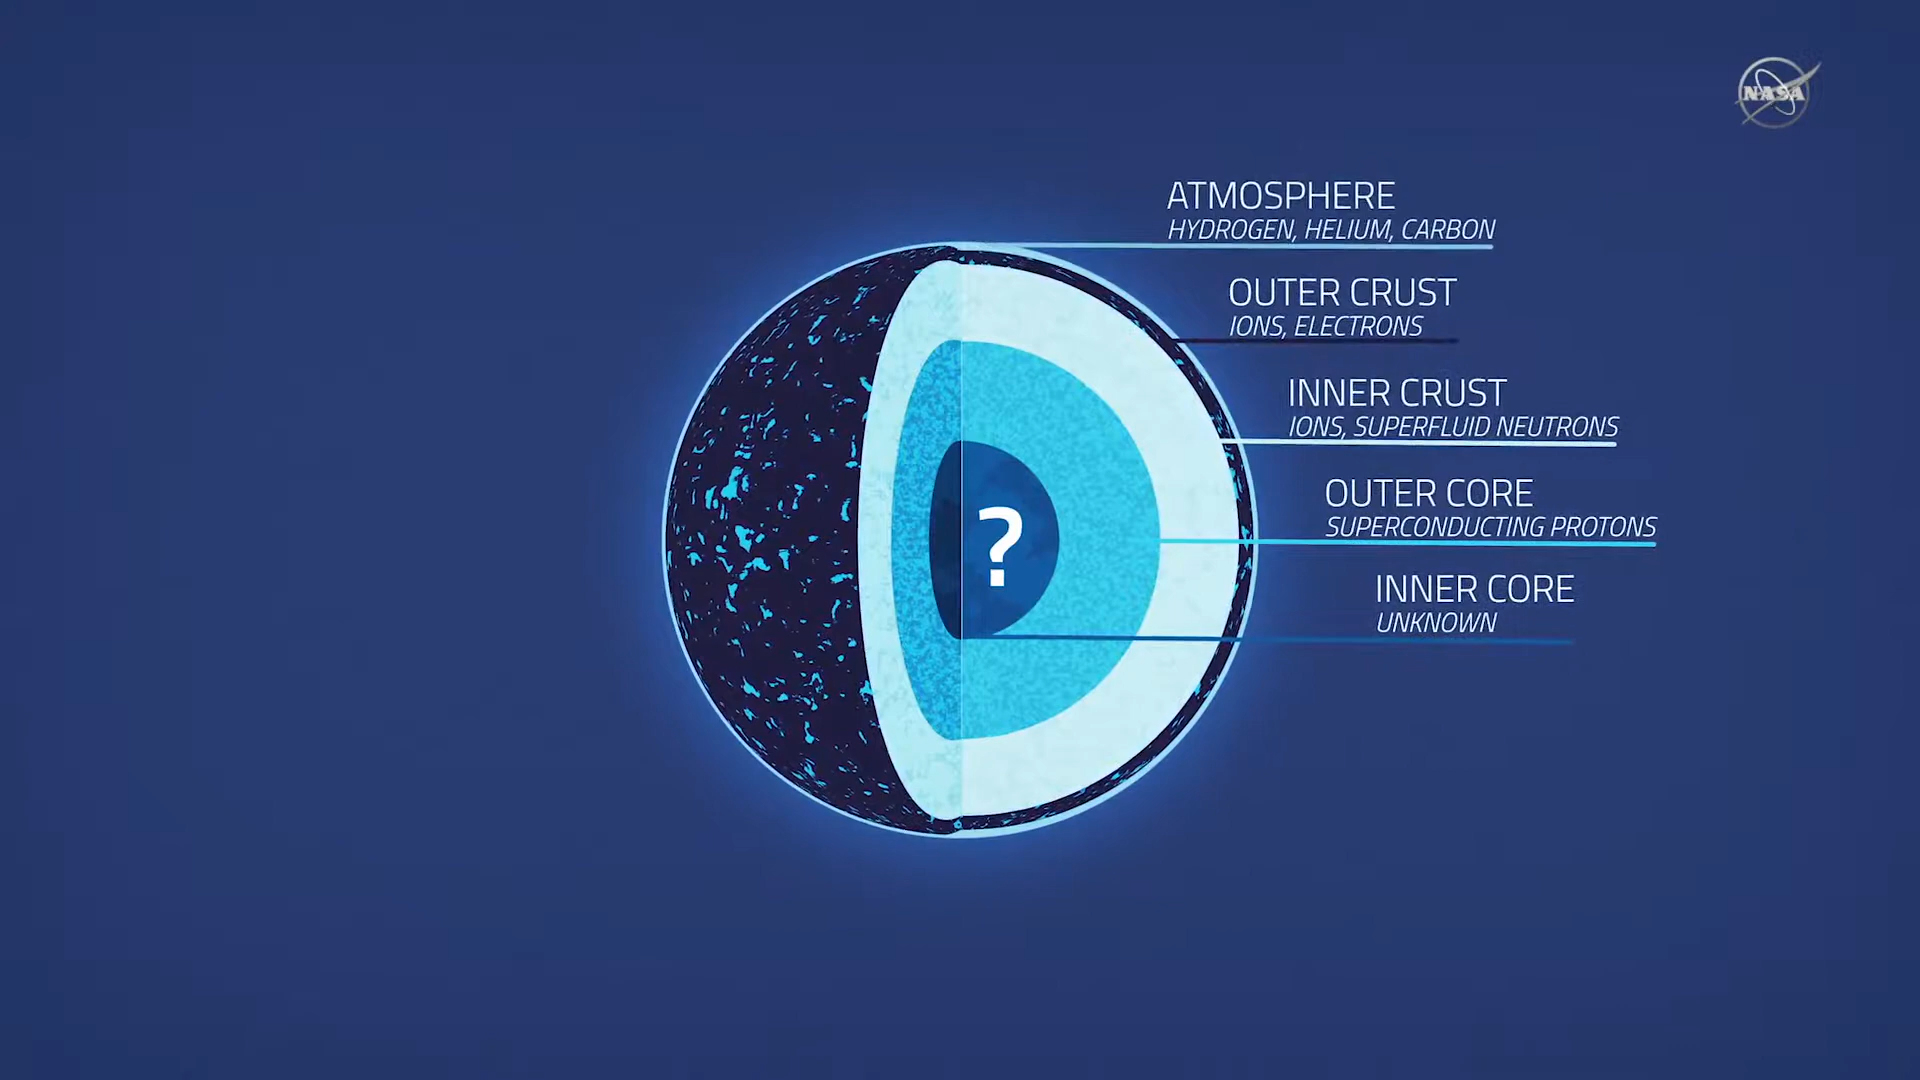 NASA
ATMOSPHERE
HYDROGEN, HELIUM, CARBON
OUTER CRUST
IONS, ELECTRONS
INNER CRUST
IONS, SUPERFLUID NEUTRONS
OUTER CORE
SUPERCONDUCTING PROTONS
?
INNER CORE
UNKNOWN